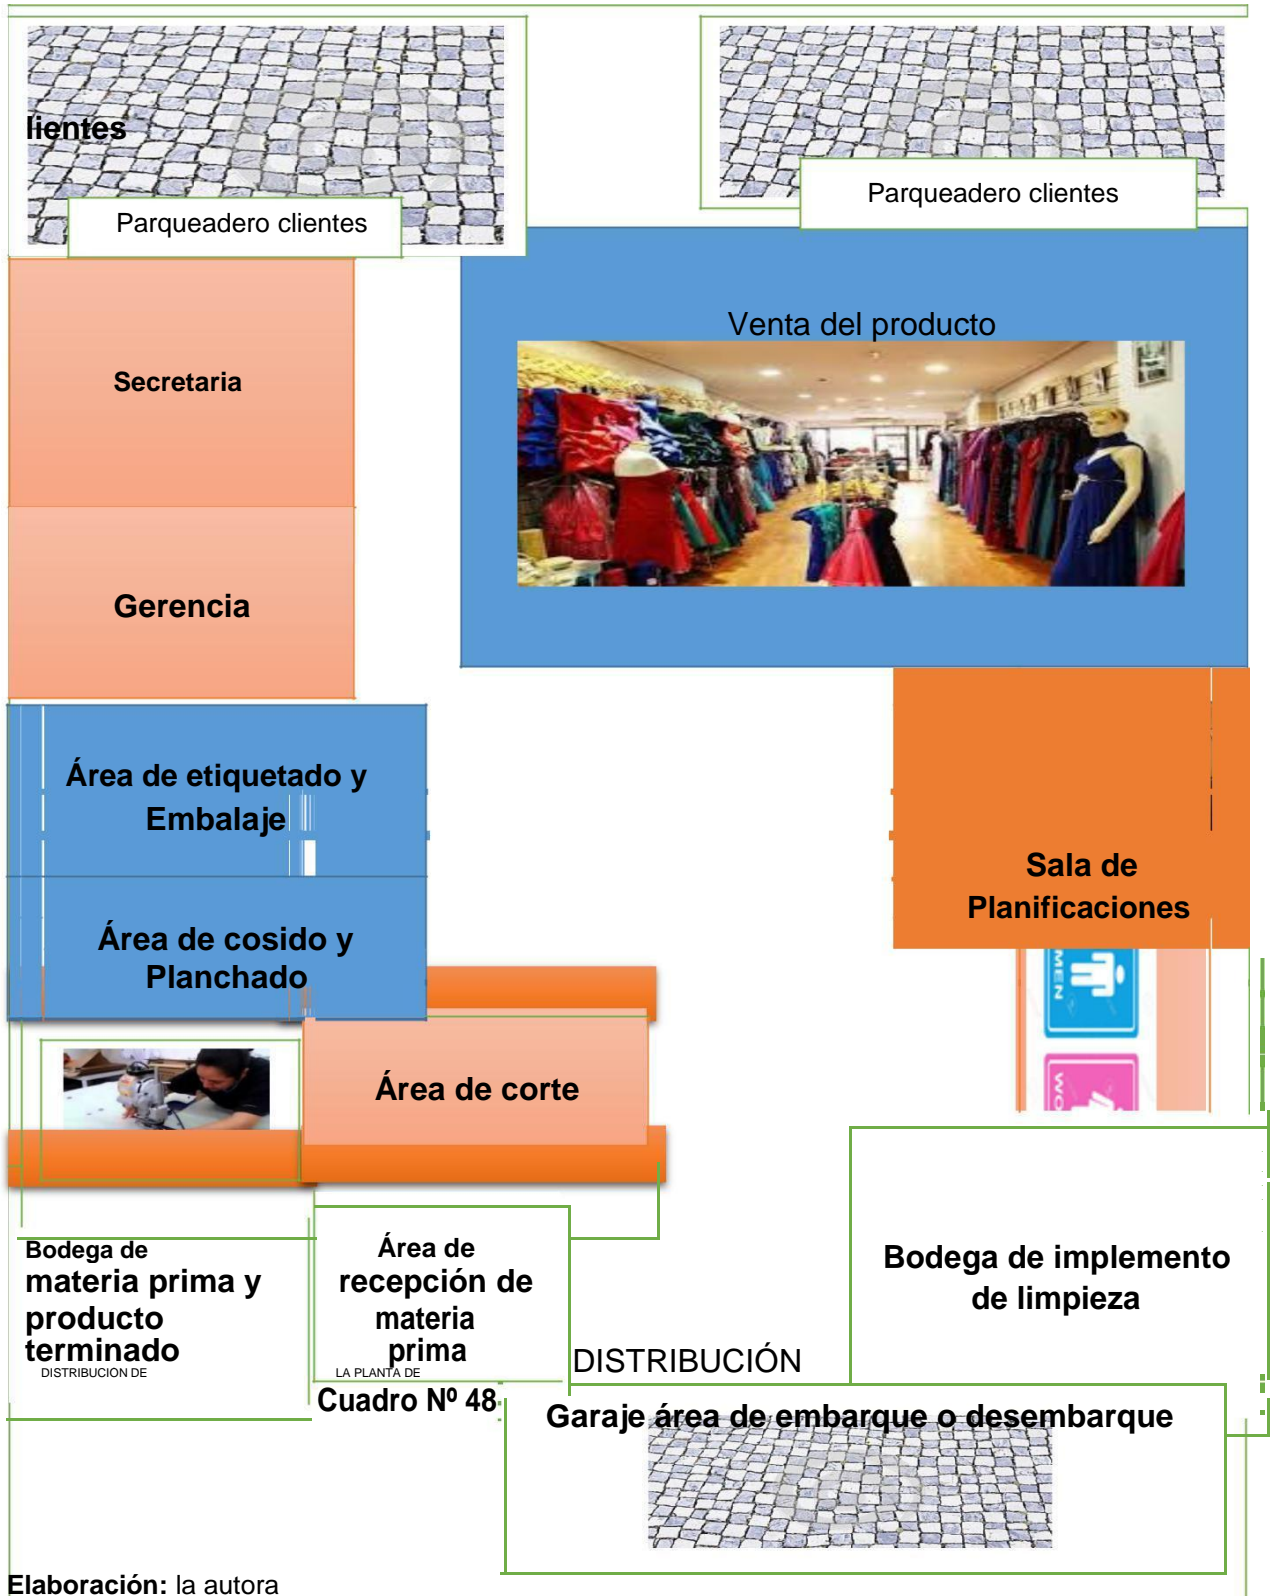 lientes
Parqueadero clientes
Parqueadero clientes
Venta del producto
Secretaria
Gerencia
Área de etiquetado y
Embalaje
Sala de
Planificaciones
Área de cosido y
Planchado
MEN
WO
Área de corte
Bodega de
materia prima y
producto
terminado
Área de
recepción de
materia
prima
Bodega de implemento
de limpieza
DISTRIBUCION DE
LA PLANTA DE
DISTRIBUCIÓN
Cuadro Nº 48
Garaje área de embarque o desembarque
Elaboración: la autora